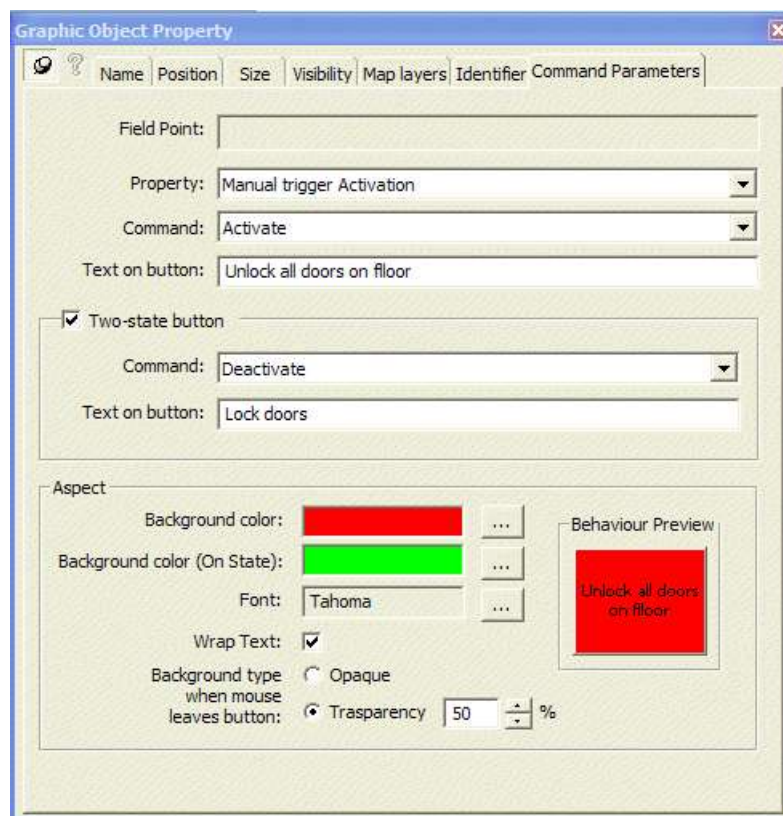 Graphic Object Property
Name Position Size Visibility Map layers Identifier Command Parameters
Field Point:
Property: Manual trigger Activation
Command: Activate
Text on button: Unlock all doors on flloor
Two-state button
Command: Deactivate
Text on button: Lock doors
Aspect
Background color: ...
Behaviour Preview
Background color (On State): ...
Unlock all doors
on flloor
Font: Tahoma ...
Wrap Text:
Background type
when mouse
leaves button:
Opaque
Trasparency 50 %